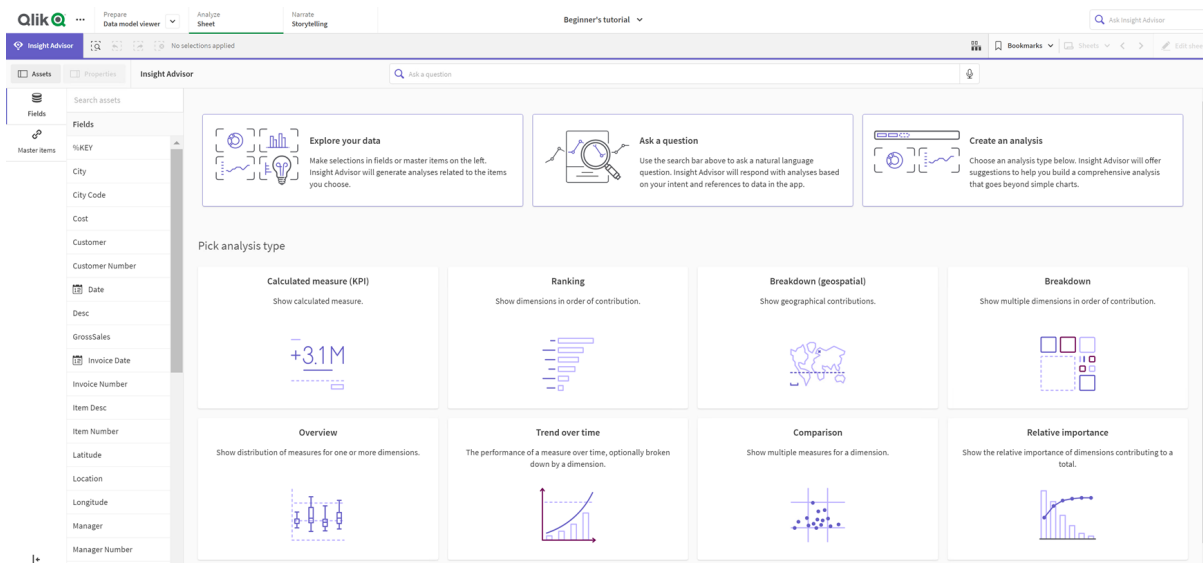 Qlik
Prepare
Data model viewer
Analyze
Sheet
Narrate
Storytelling
Beginner's tutorial
Ask Insight Advisor
Insight Advisor
No selections applied
Bookmarks
Sheets
Edit shee
Assets
Properties
Insight Advisor
Ask a question
Fields
Master items
Search assets
Fields
%KEY
City
City Code
Cost
Customer
Customer Number
Date
Desc
GrossSales
Invoice Date
Invoice Number
Item Desc
Item Number
Latitude
Location
Longitude
Manager
Manager Number
Explore your data
Make selections in fields or master items on the left.
Insight Advisor will generate analyses related to the items
you choose.
Ask a question
Use the search bar above to ask a natural language
question. Insight Advisor will respond with analyses based
on your intent and references to data in the app.
Create an analysis
Choose an analysis type below. Insight Advisor will offer
suggestions to help you build a comprehensive analysis
that goes beyond simple charts.
Pick analysis type
Calculated measure (KPI)
Show calculated measure.
+3.1M
Ranking
Show dimensions in order of contribution.
Breakdown (geospatial)
Show geographical contributions.
Breakdown
Show multiple dimensions in order of contribution.
Overview
Show distribution of measures for one or more dimensions.
Trend over time
The performance of a measure over time, optionally broken
down by a dimension.
Comparison
Show multiple measures for a dimension.
Relative importance
Show the relative importance of dimensions contributing to a
total.